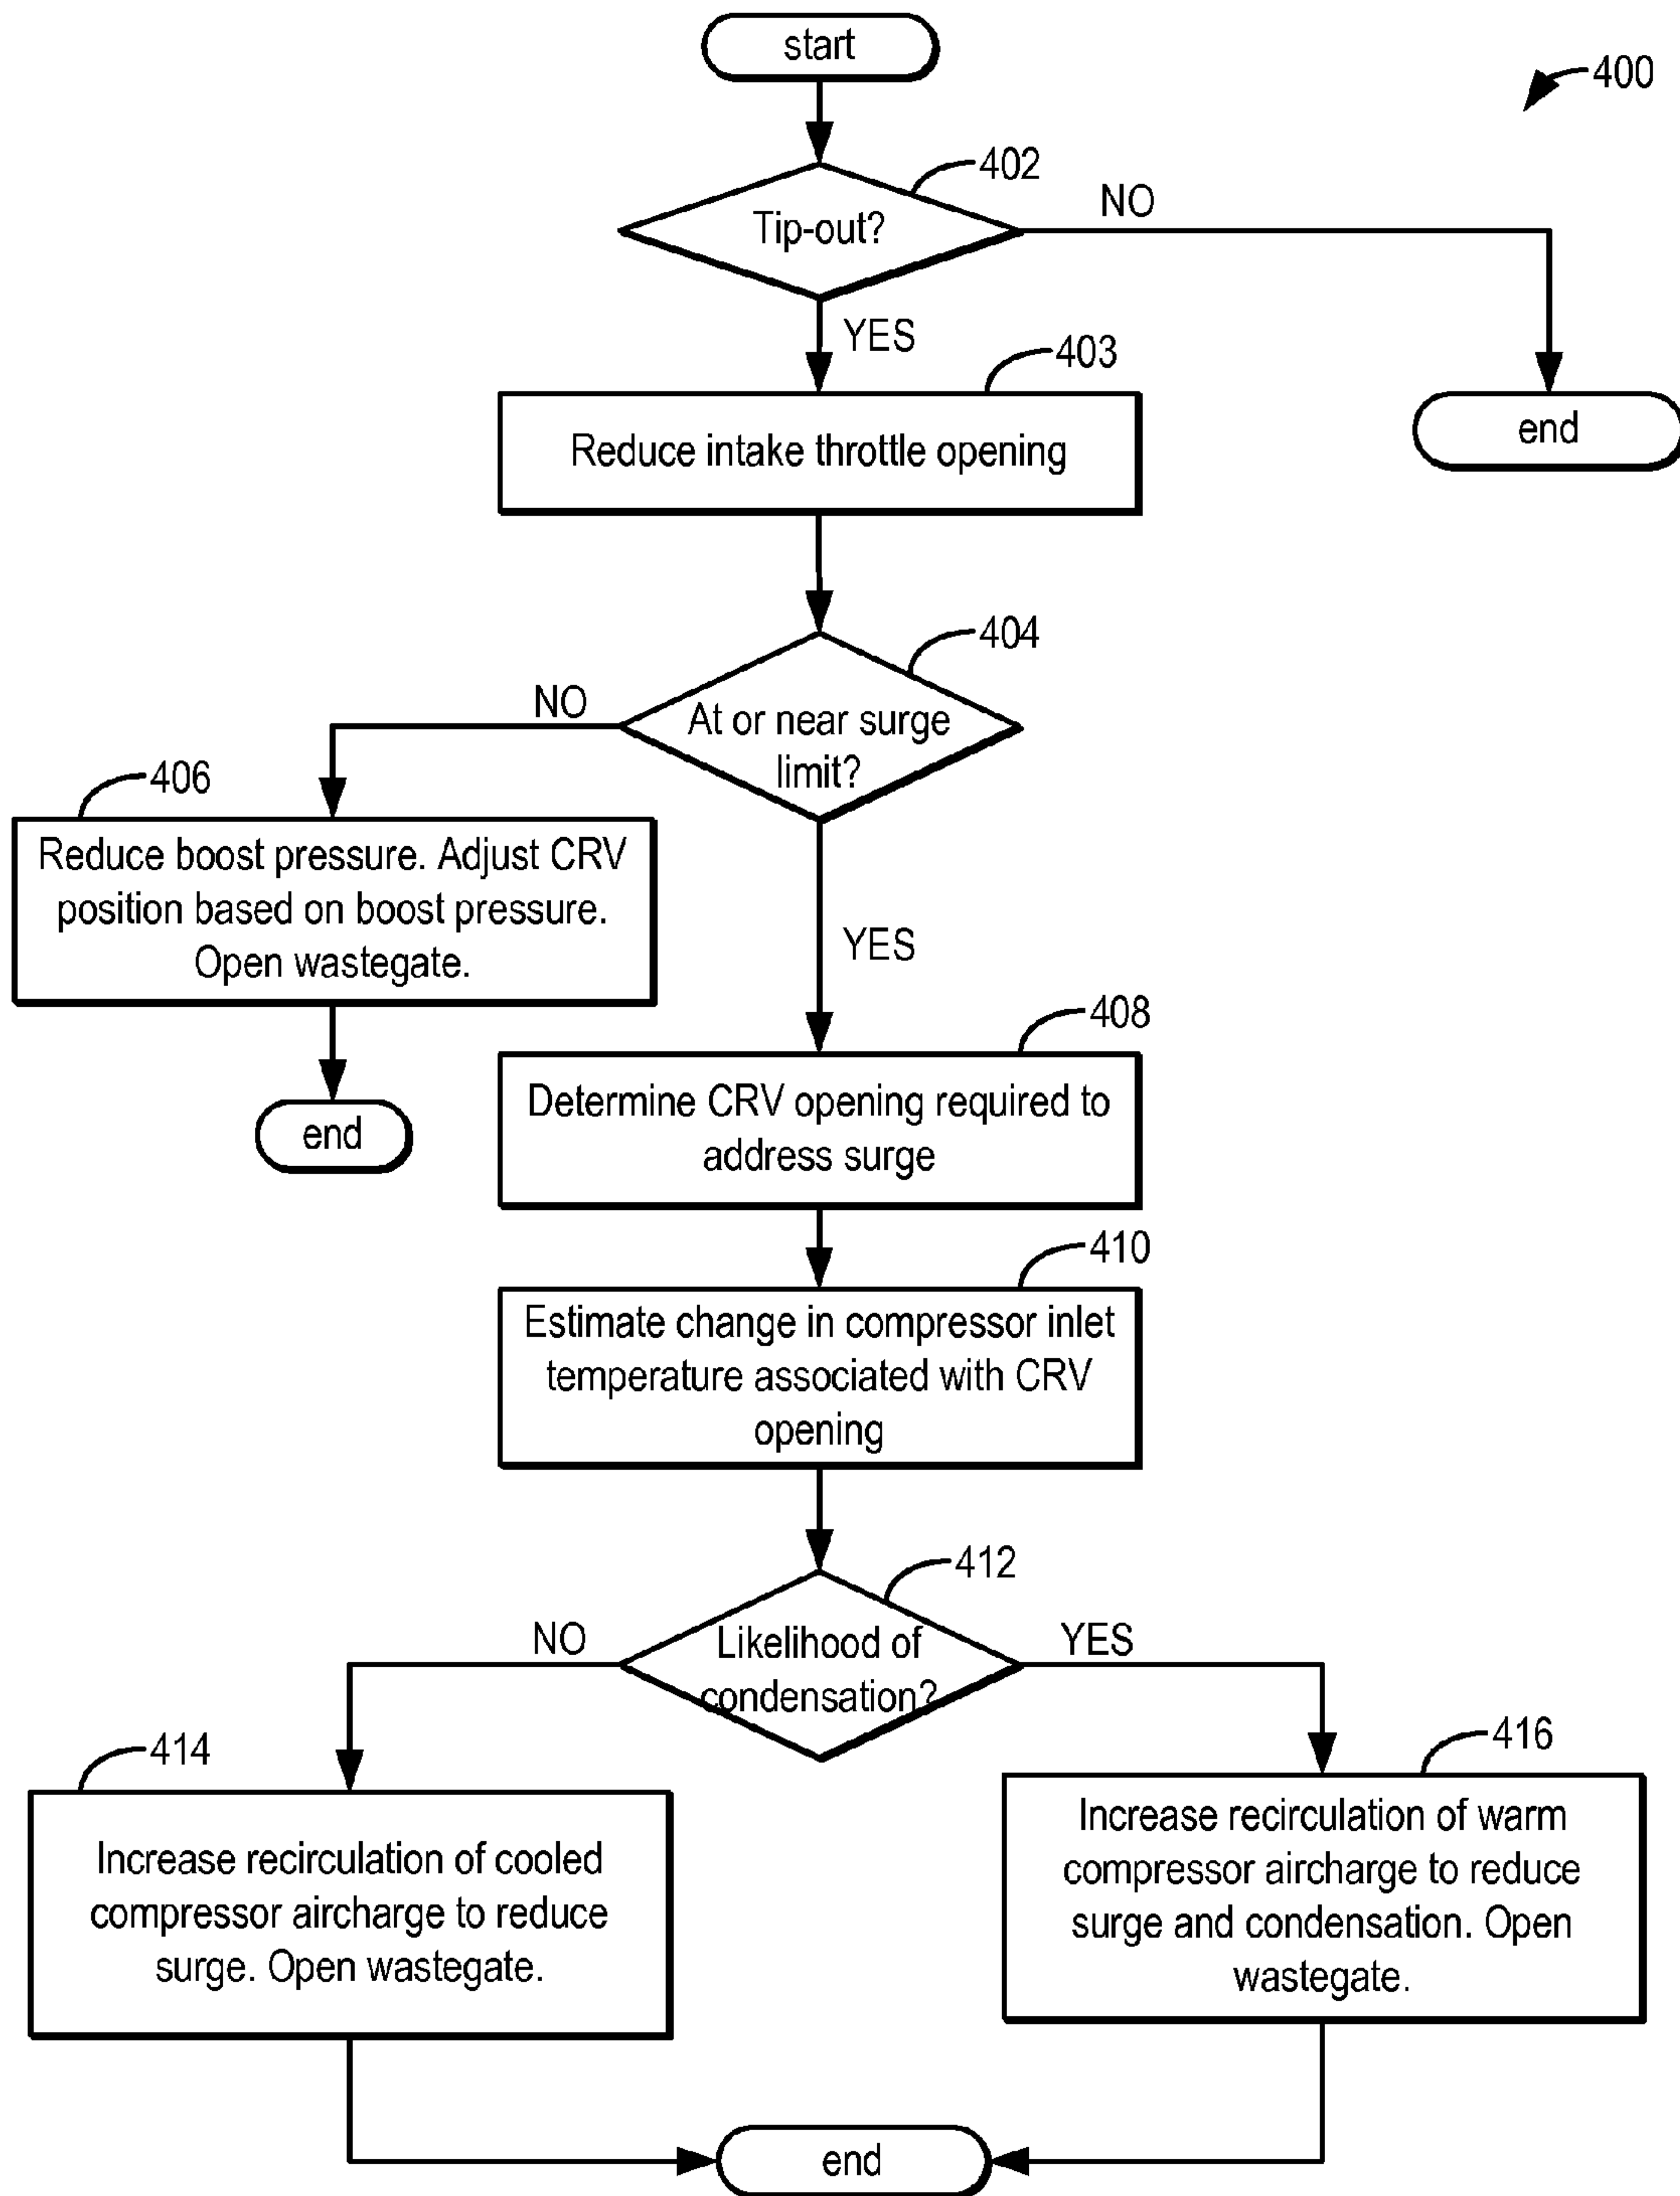 start
400
402
Tip-out?
NO
YES
403
Reduce intake throttle opening
end
404
At or near surge
limit?
NO
406
Reduce boost pressure. Adjust CRV
position based on boost pressure.
Open wastegate.
end
YES
408
Determine CRV opening required to
address surge
410
Estimate change in compressor inlet
temperature associated with CRV
opening
412
Likelihood of
condensation?
NO
YES
414
Increase recirculation of cooled
compressor aircharge to reduce
surge. Open wastegate.
416
Increase recirculation of warm
compressor aircharge to reduce
surge and condensation. Open
wastegate.
end